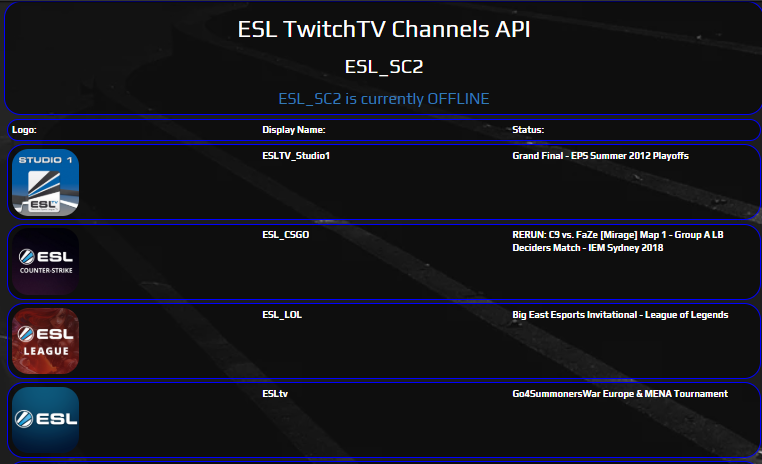 ESL TwitchTV Channels API
ESL_SC2
ESL_SC2 is currently OFFLINE
Logo: Display Name: Status:
STUDIO 1
ESL
ESLTV_Studio1
Grand Final - EPS Summer 2012 Playoffs
ESL
COUNTER-STRIKE
ESL_CSGO
RERUN: C9 vs. FaZe [Mirage] Map 1 - Group A LB
Deciders Match - IEM Sydney 2018
ESL
LEAGUE
ESL_LOL
Big East Esports Invitational - League of Legends
ESL
ESLtv
Go4SummonersWar Europe & MENA Tournament